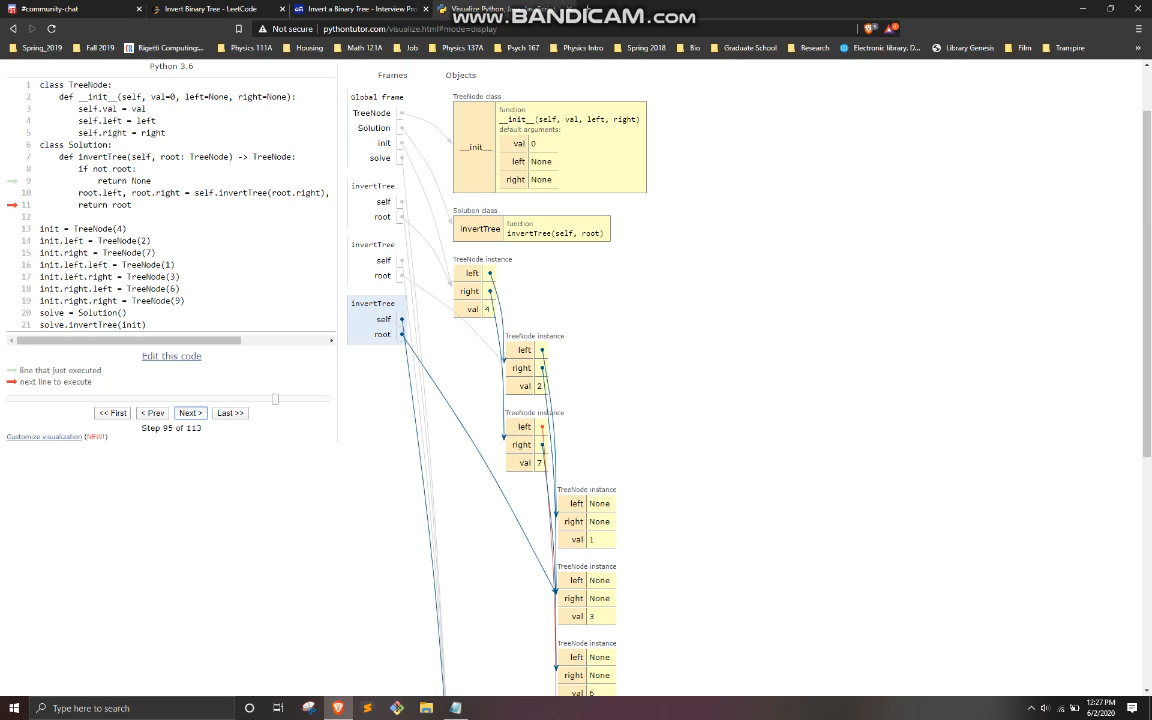 #community-chat
Invert Binary Tree - LeetCode
Invert a Binary Tree - Interview Pro
Visualize Python, Java
www.BANDICAM.com
Not secure
pythontutor.com/visualize.html#mode=display
Spring_2019
Fall 2019
Rigetti Computing...
Physics 111A
Housing
Math 121A
Job
Physics 137A
Psych 167
Physics Intro
Spring 2018
Bio
Graduate School
Research
Electronic library. D...
Library Genesis
Film
Transpire
Python 3.6
1 class TreeNode:
2 def __init__(self, val=0, left=None, right=None):
3 self.val = val
4 self.left = left
5 self.right = right
6 class Solution:
7 def invertTree(self, root: TreeNode) -> TreeNode:
8 if not root:
9 return None
10 root.left, root.right = self.invertTree(root.right),
11 return root
12
13 init = TreeNode(4)
14 init.left = TreeNode(2)
15 init.right = TreeNode(7)
16 init.left.left = TreeNode(1)
17 init.left.right = TreeNode(3)
18 init.right.left = TreeNode(6)
19 init.right.right = TreeNode(9)
20 solve = Solution()
21 solve.invertTree(init)
Edit this code
line that just executed
next line to execute
<< First
< Prev
Next >
Last >>
Step 95 of 113
Customize visualization (NEW!)
Frames
Objects
Global frame
TreeNode
Solution
init
solve
invertTree
self
root
invertTree
self
root
invertTree
self
root
TreeNode class
__init__
function
__init__(self, val, left, right)
default arguments:
val 0
left None
right None
Solution class
invertTree
function
invertTree(self, root)
TreeNode instance
left
right
val 4
TreeNode instance
left
right
val 2
TreeNode instance
left
right
val 7
TreeNode instance
left None
right None
val 1
TreeNode instance
left None
right None
val 3
TreeNode instance
left None
right None
val 6
Type here to search
12:27 PM
6/2/2020